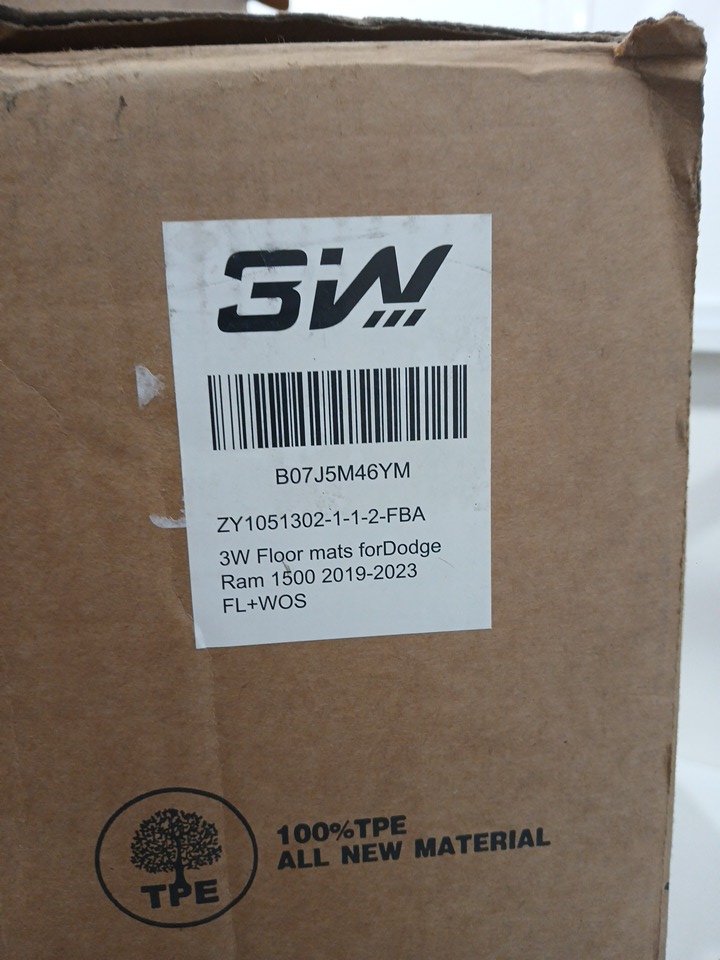 3W
B07J5M46YM
ZY1051302-1-1-2-FBA
3W Floor mats forDodge
Ram 1500 2019-2023
FL+WOS
TPE
100%TPE
ALL NEW MATERIAL